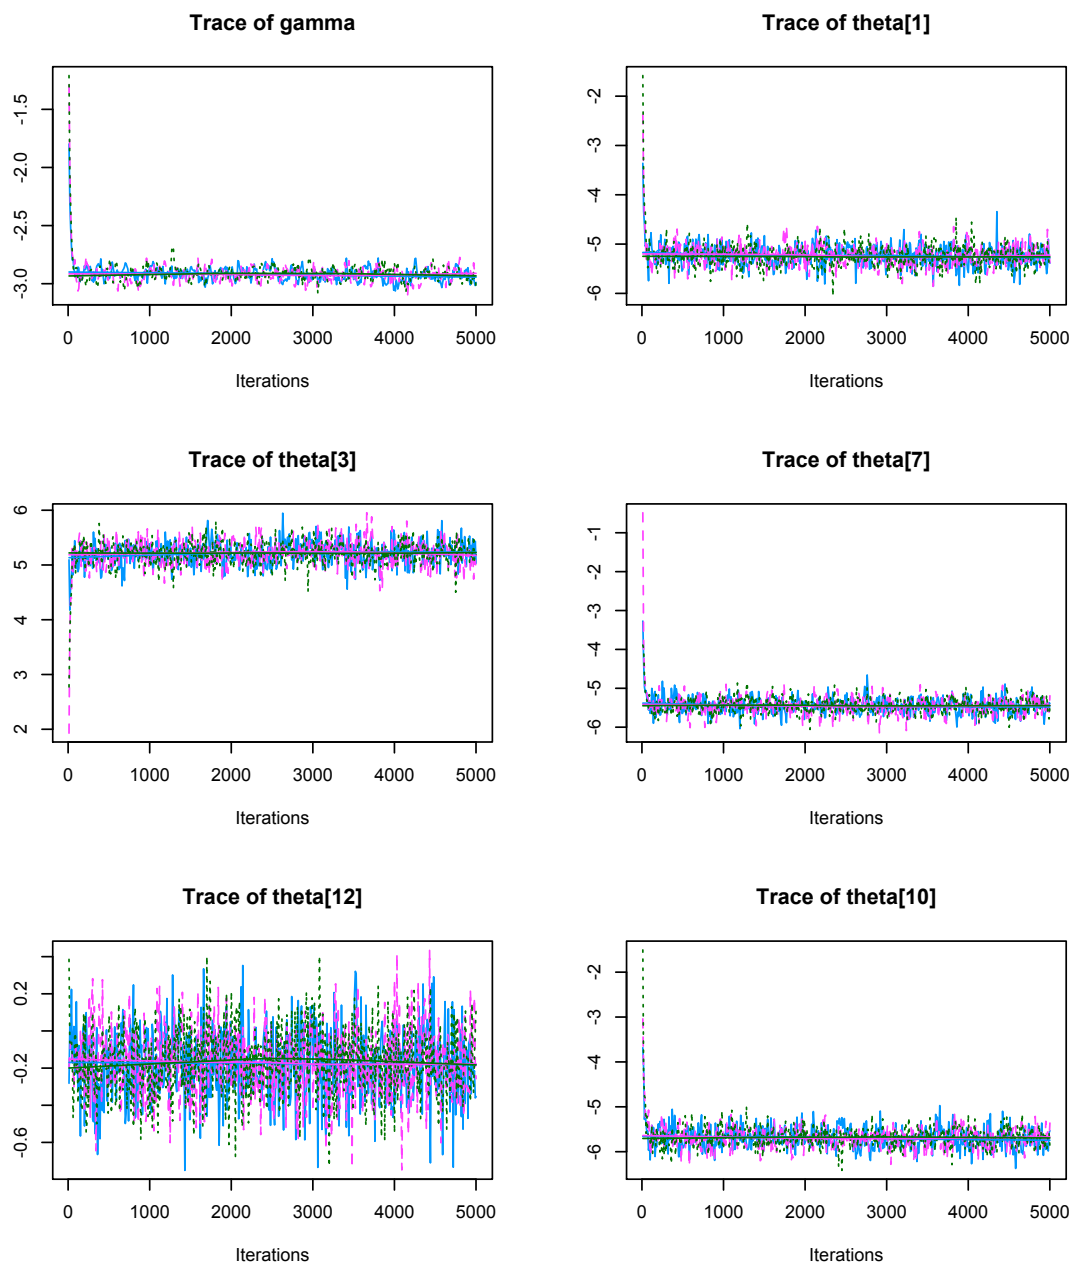 Trace of gamma
-1.5
-2.0
-2.5
-3.0
0 1000 2000 3000 4000 5000
Iterations
Trace of theta[1]
-2
-3
-4
-5
-6
0 1000 2000 3000 4000 5000
Iterations
Trace of theta[3]
6
5
4
3
2
0 1000 2000 3000 4000 5000
Iterations
Trace of theta[7]
-1
-2
-3
-4
-5
-6
0 1000 2000 3000 4000 5000
Iterations
Trace of theta[12]
0.2
-0.2
-0.6
0 1000 2000 3000 4000 5000
Iterations
Trace of theta[10]
-2
-3
-4
-5
-6
0 1000 2000 3000 4000 5000
Iterations